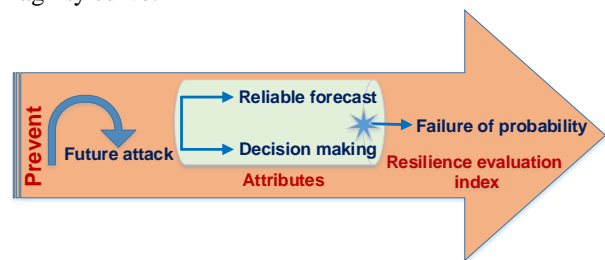 Prevent
Future attack
Reliable forecast
Decision making
Attributes
Failure of probability
Resilience evaluation
index